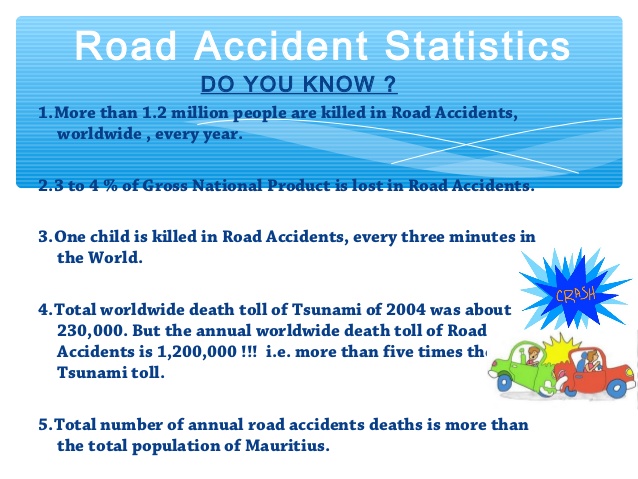 Road Accident Statistics
DO YOU KNOW ?
1.More than 1.2 million people are killed in Road Accidents,
worldwide , every year.
2.3 to 4 % of Gross National Product is lost in Road Accidents.
3.One child is killed in Road Accidents, every three minutes in
the World.
4.Total worldwide death toll of Tsunami of 2004 was about
230,000. But the annual worldwide death toll of Road
Accidents is 1,200,000 !!! i.e. more than five times the
Tsunami toll.
5.Total number of annual road accidents deaths is more than
the total population of Mauritius.
CRASH